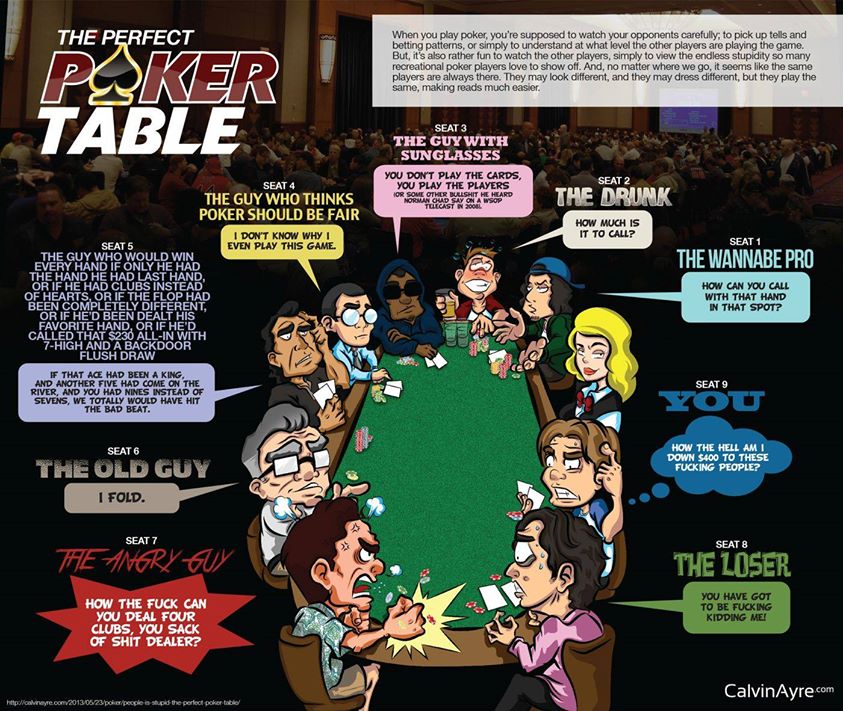 THE PERFECT
POKER
TABLE
When you play poker, you're supposed to watch your opponents carefully; to pick up tells and
betting patterns, or simply to understand at what level the other players are playing the game.
But, it's also rather fun to watch the other players, simply to view the endless stupidity so many
recreational poker players love to show off. And, no matter where we go, it seems like the same
players are always there. They may look different, and they may dress different, but they play the
same, making reads much easier.
SEAT 3
THE GUY WITH
SUNGLASSES
YOU DON'T PLAY THE CARDS,
YOU PLAY THE PLAYERS
(OR SOME OTHER BULLSHIT HE HEARD
NORMAN CHAD SAY ON A WSOP
TELECAST IN 2008).
SEAT 2
THE DRUNK
HOW MUCH IS
IT TO CALL?
SEAT 4
THE GUY WHO THINKS
POKER SHOULD BE FAIR
I DON'T KNOW WHY I
EVEN PLAY THIS GAME.
SEAT 1
THE WANNABE PRO
HOW CAN YOU CALL
WITH THAT HAND
IN THAT SPOT?
SEAT 5
THE GUY WHO WOULD WIN
EVERY HAND IF ONLY HE HAD
THE HAND HE HAD LAST HAND,
OR IF HE HAD CLUBS INSTEAD
OF HEARTS, OR IF THE FLOP HAD
BEEN COMPLETELY DIFFERENT,
OR IF HE'D BEEN DEALT HIS
FAVORITE HAND, OR IF HE'D
CALLED THAT $230 ALL-IN WITH
7-HIGH AND A BACKDOOR
FLUSH DRAW
IF THAT ACE HAD BEEN A KING,
AND ANOTHER FIVE HAD COME ON THE
RIVER, AND YOU HAD NINES INSTEAD OF
SEVENS, WE TOTALLY WOULD HAVE HIT
THE BAD BEAT.
SEAT 9
YOU
HOW THE HELL AM I
DOWN $400 TO THESE
FUCKING PEOPLE?
SEAT 6
THE OLD GUY
I FOLD.
SEAT 7
THE ANGRY GUY
HOW THE FUCK CAN
YOU DEAL FOUR
CLUBS, YOU SACK
OF SHIT DEALER?
SEAT 8
THE LOSER
YOU HAVE GOT
TO BE FUCKING
KIDDING ME!
http://calvinayre.com/2013/05/23/poker/people-is-stupid-the-perfect-poker-table/
CalvinAyre.com